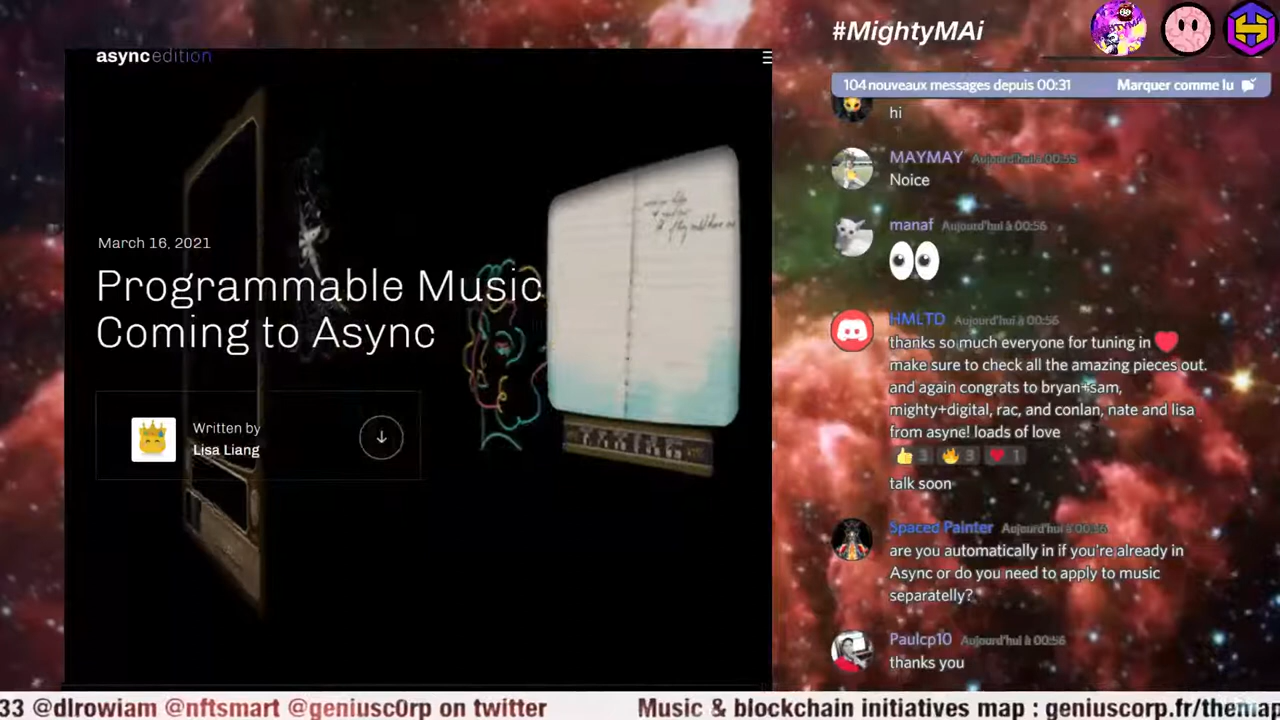 asyncedition
March 16, 2021
Programmable Music
Coming to Async
Written by
Lisa Liang
#MightyMAi
104 nouveaux messages depuis 00:31 Marquer comme lu
hi
MAYMAY Aujourd'hui à 00:55
Noice
manaf Aujourd'hui à 00:56
HMLTD Aujourd'hui à 00:56
thanks so much everyone for tuning in
make sure to check all the amazing pieces out.
and again congrats to bryan+sam,
mighty+digital, rac, and conlan, nate and lisa
from async! loads of love
3 3 1
talk soon
Spaced Painter Aujourd'hui à 00:56
are you automatically in if you're already in
Async or do you need to apply to music
separatelly?
Paulcp10 Aujourd'hui à 00:56
thanks you
33 @dlrowiam @nftsmart @geniusc0rp on twitter Music & blockchain initiatives map : geniuscorp.fr/themap